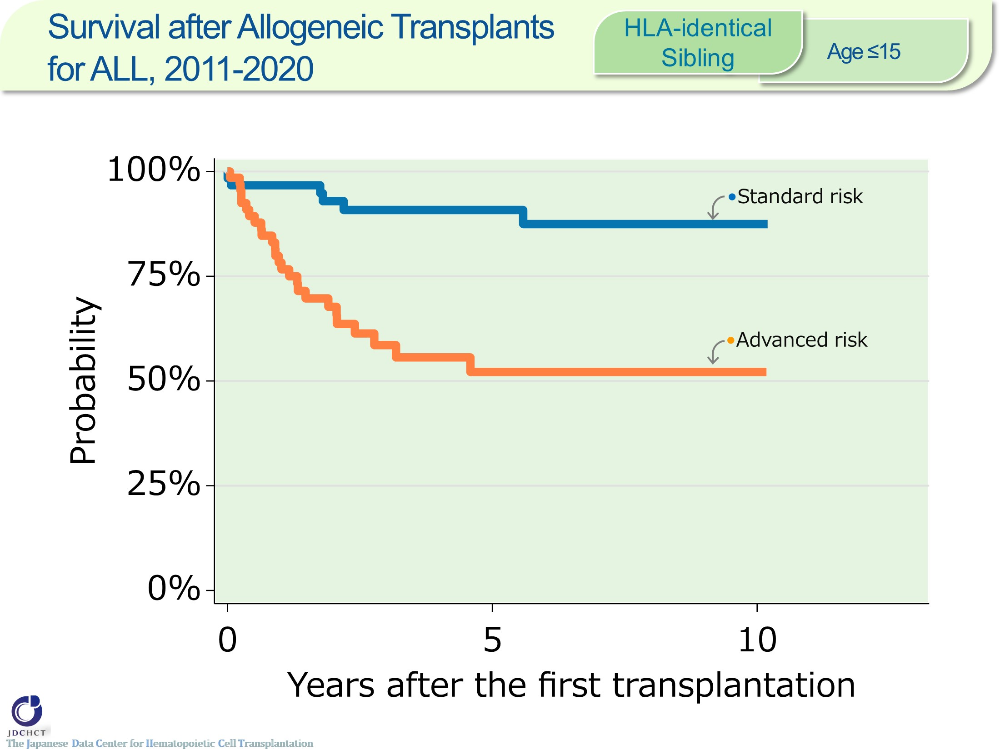 Survival after Allogeneic Transplants
for ALL, 2011-2020
HLA-identical
Sibling
Age ≤15
100%
75%
50%
25%
0%
Probability
Standard risk
Advanced risk
0
5
10
Years after the first transplantation
JDCHCT
The Japanese Data Center for Hematopoietic Cell Transplantation